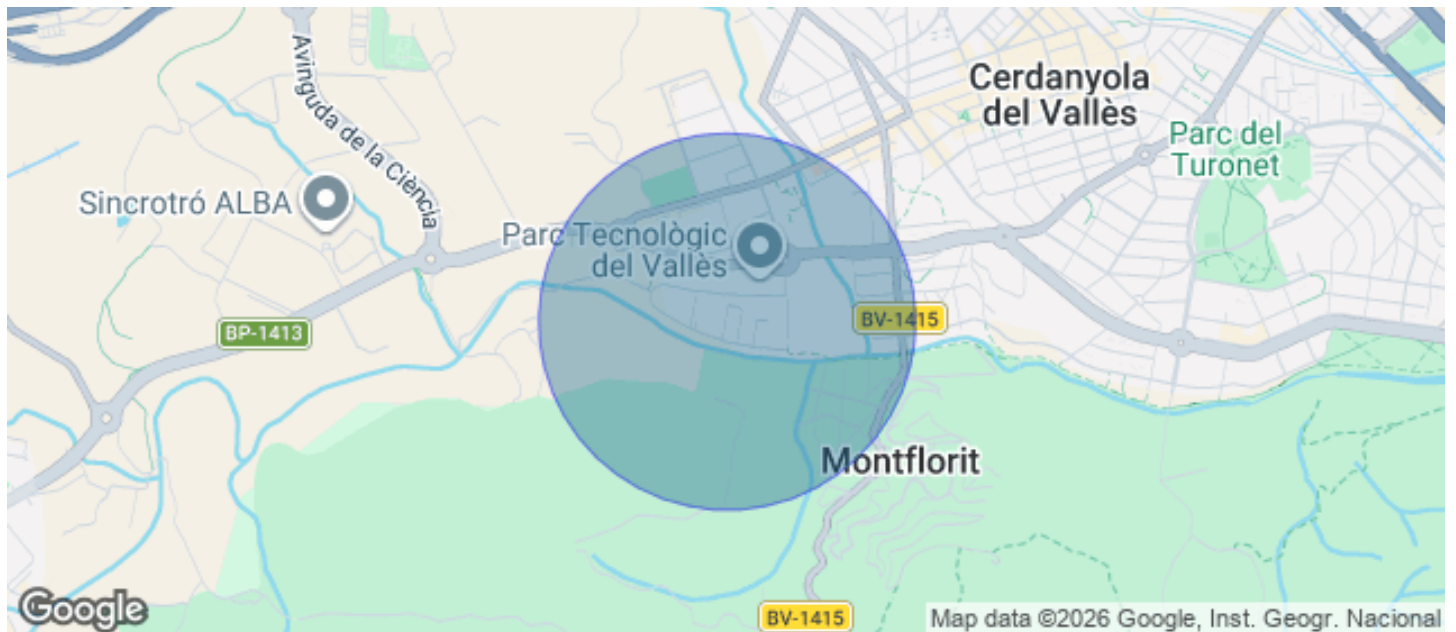 Cerdanyola
del Vallès
Parc del
Turonet
Avinguda de la Ciència
Sincrotró ALBA
Parc Tecnològic
del Vallès
BP-1413
BV-1415
Montflorit
BV-1415
Google
Map data ©2026 Google, Inst. Geogr. Nacional